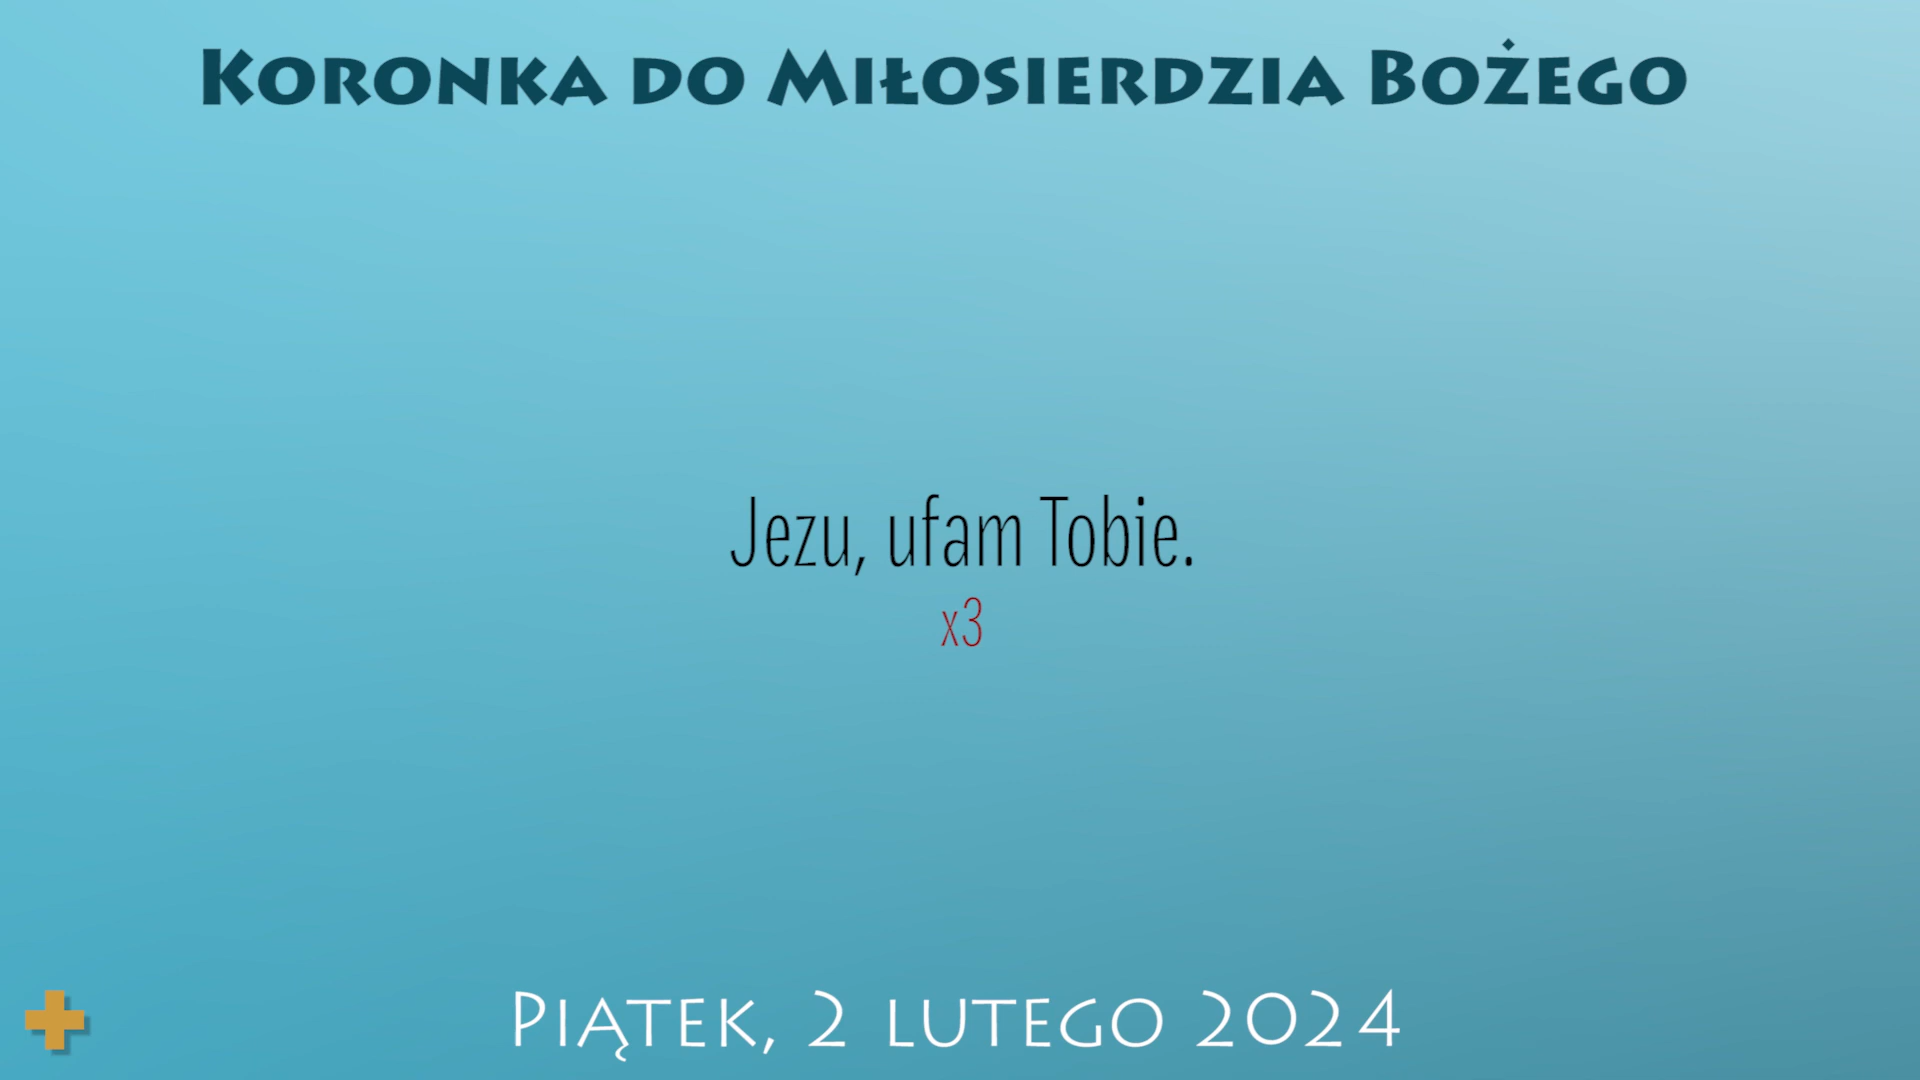 Koronka do Miłosierdzia Bożego
Jezu, ufam Tobie.
x3
Piątek, 2 lutego 2024